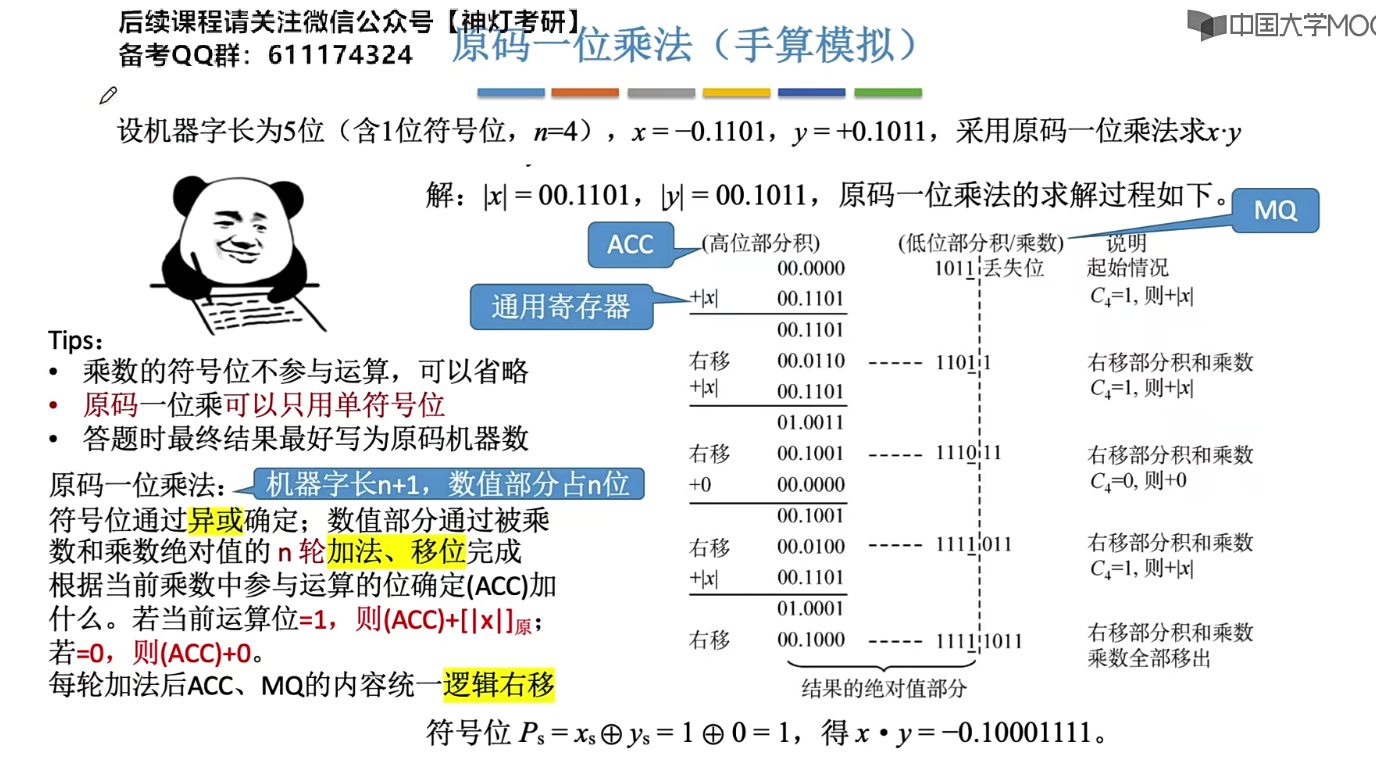 后续课程请关注微信公众号【神灯考研】
备考QQ群：611174324
中国大学MOO
原码一位乘法（手算模拟）
设机器字长为5位（含1位符号位，n=4），x = −0.1101，y = +0.1011，采用原码一位乘法求x·y
解：|x| = 00.1101，|y| = 00.1011，原码一位乘法的求解过程如下。
MQ
ACC
(高位部分积) (低位部分积/乘数) 说明
00.0000 1011 丢失位 起始情况
通用寄存器
+|x| 00.1101 C₄=1, 则+|x|
00.1101
右移 00.0110 ----- 1101 1 右移部分积和乘数
+|x| 00.1101 C₄=1, 则+|x|
01.0011
右移 00.1001 ----- 1110 11 右移部分积和乘数
+0 00.0000 C₄=0, 则+0
00.1001
右移 00.0100 ----- 1111 011 右移部分积和乘数
+|x| 00.1101 C₄=1, 则+|x|
01.0001
右移 00.1000 ----- 1111 1011 右移部分积和乘数
乘数全部移出
结果的绝对值部分
Tips：
• 乘数的符号位不参与运算，可以省略
• 原码一位乘可以只用单符号位
• 答题时最终结果最好写为原码机器数
原码一位乘法：
机器字长n+1，数值部分占n位
符号位通过异或确定；数值部分通过被乘
数和乘数绝对值的 n 轮加法、移位完成
根据当前乘数中参与运算的位确定(ACC)加
什么。若当前运算位=1，则(ACC)+[|x|]原；
若=0，则(ACC)+0。
每轮加法后ACC、MQ的内容统一逻辑右移
符号位 Pₛ = xₛ ⊕ yₛ = 1 ⊕ 0 = 1，得 x • y = −0.10001111。